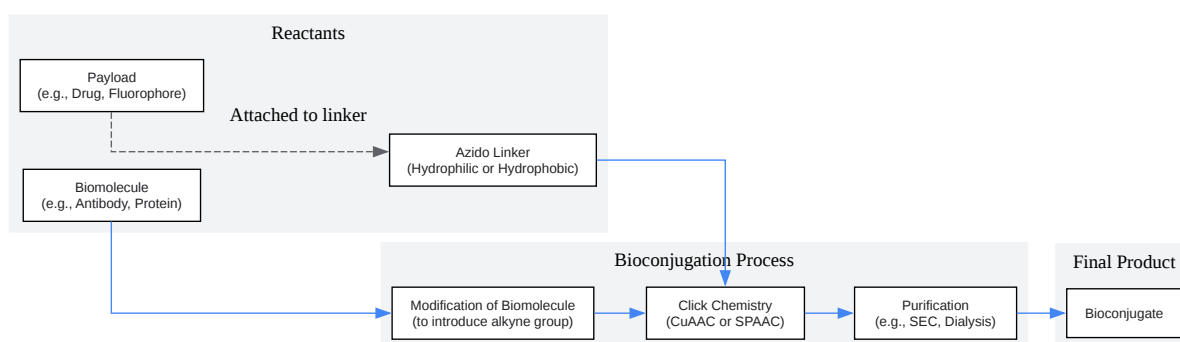 Reactants
Payload
(e.g., Drug, Fluorophore)
Attached to linker
Azido Linker
(Hydrophilic or Hydrophobic)
Biomolecule
(e.g., Antibody, Protein)
Bioconjugation Process
Modification of Biomolecule
(to introduce alkyne group)
Click Chemistry
(CuAAC or SPAAC)
Purification
(e.g., SEC, Dialysis)
Final Product
Bioconjugate